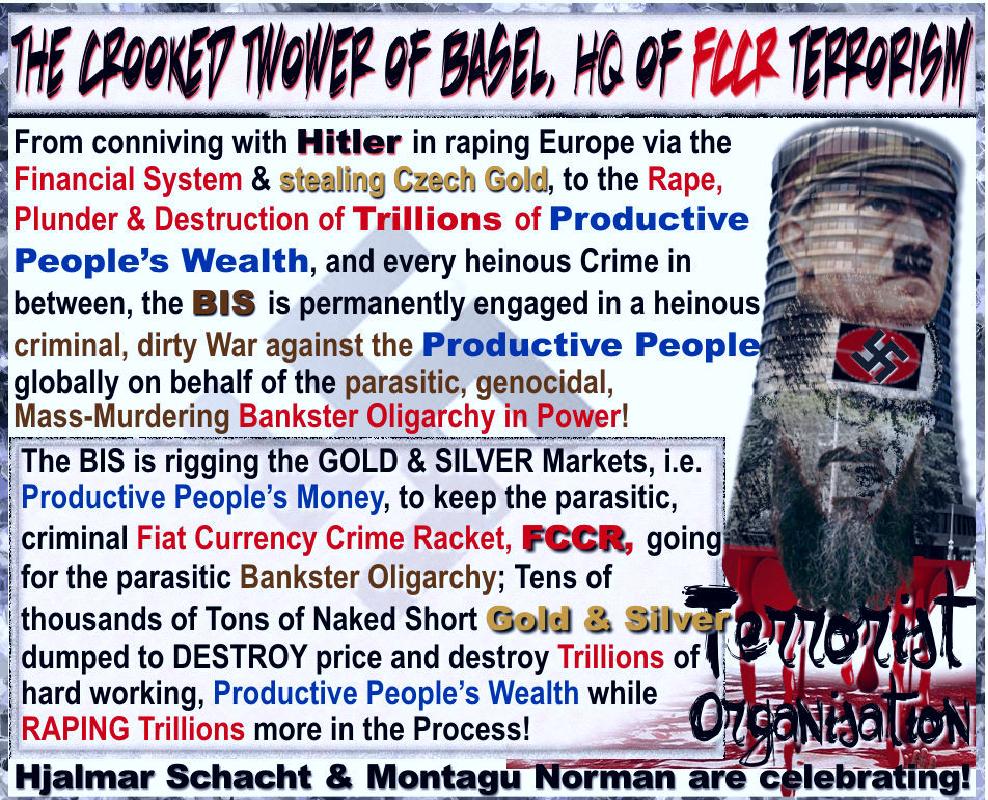 THE CROOKED TWOWER OF BASEL, HQ OF FCCR TERRORISM
From conniving with Hitler in raping Europe via the
Financial System & stealing Czech Gold, to the Rape,
Plunder & Destruction of Trillions of Productive
People's Wealth, and every heinous Crime in
between, the BIS is permanently engaged in a heinous
criminal, dirty War against the Productive People
globally on behalf of the parasitic, genocidal,
Mass-Murdering Bankster Oligarchy in Power!
The BIS is rigging the GOLD & SILVER Markets, i.e.
Productive People's Money, to keep the parasitic,
criminal Fiat Currency Crime Racket, FCCR, going
for the parasitic Bankster Oligarchy; Tens of
thousands of Tons of Naked Short Gold & Silver
dumped to DESTROY price and destroy Trillions of
hard working, Productive People's Wealth while
RAPING Trillions more in the Process!
Terrorist
Organisation
Hjalmar Schacht & Montagu Norman are celebrating!